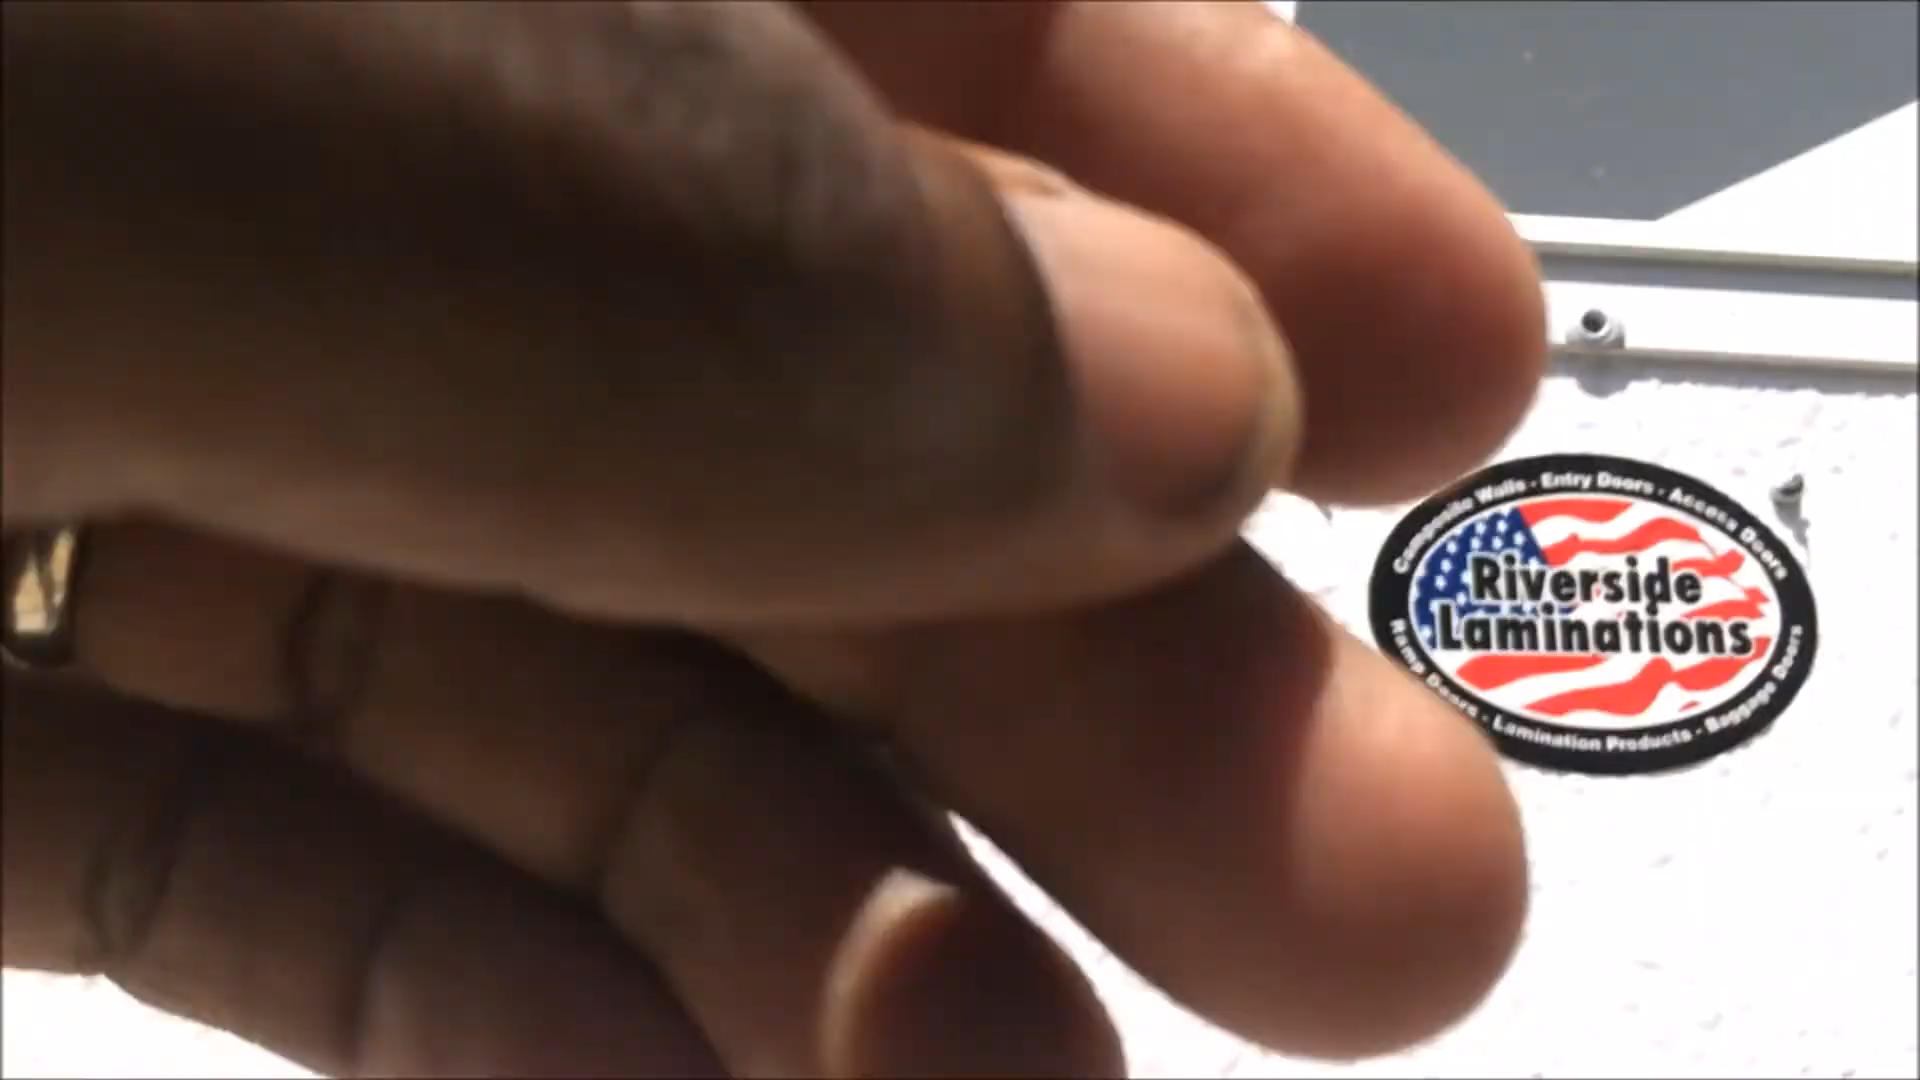 Composite Walls - Entry Doors - Access Doors
Riverside
Laminations
Ramp Doors - Lamination Products - Baggage Doors